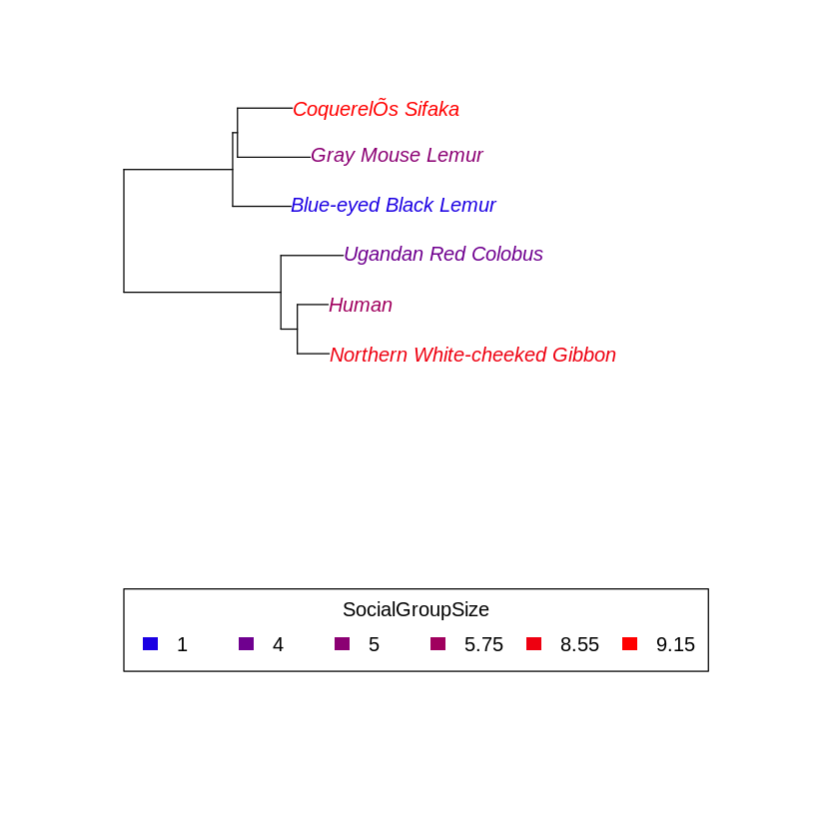 CoquerelÕs Sifaka
Gray Mouse Lemur
Blue-eyed Black Lemur
Ugandan Red Colobus
Human
Northern White-cheeked Gibbon
SocialGroupSize
1 4 5 5.75 8.55 9.15